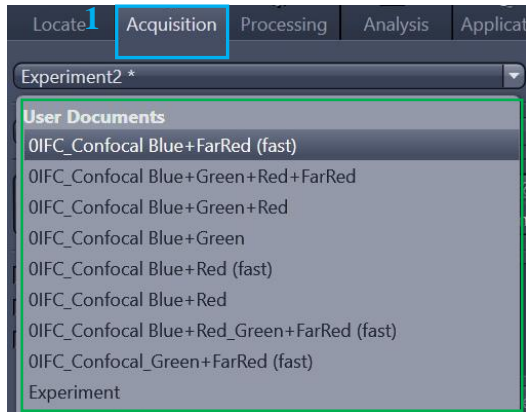 Locate 1 Acquisition Processing Analysis Applicat
Experiment2 *
User Documents
0IFC_Confocal Blue+FarRed (fast)
0IFC_Confocal Blue+Green+Red+FarRed
0IFC_Confocal Blue+Green+Red
0IFC_Confocal Blue+Green
0IFC_Confocal Blue+Red (fast)
0IFC_Confocal Blue+Red
0IFC_Confocal Blue+Red_Green+FarRed (fast)
0IFC_Confocal_Green+FarRed (fast)
Experiment